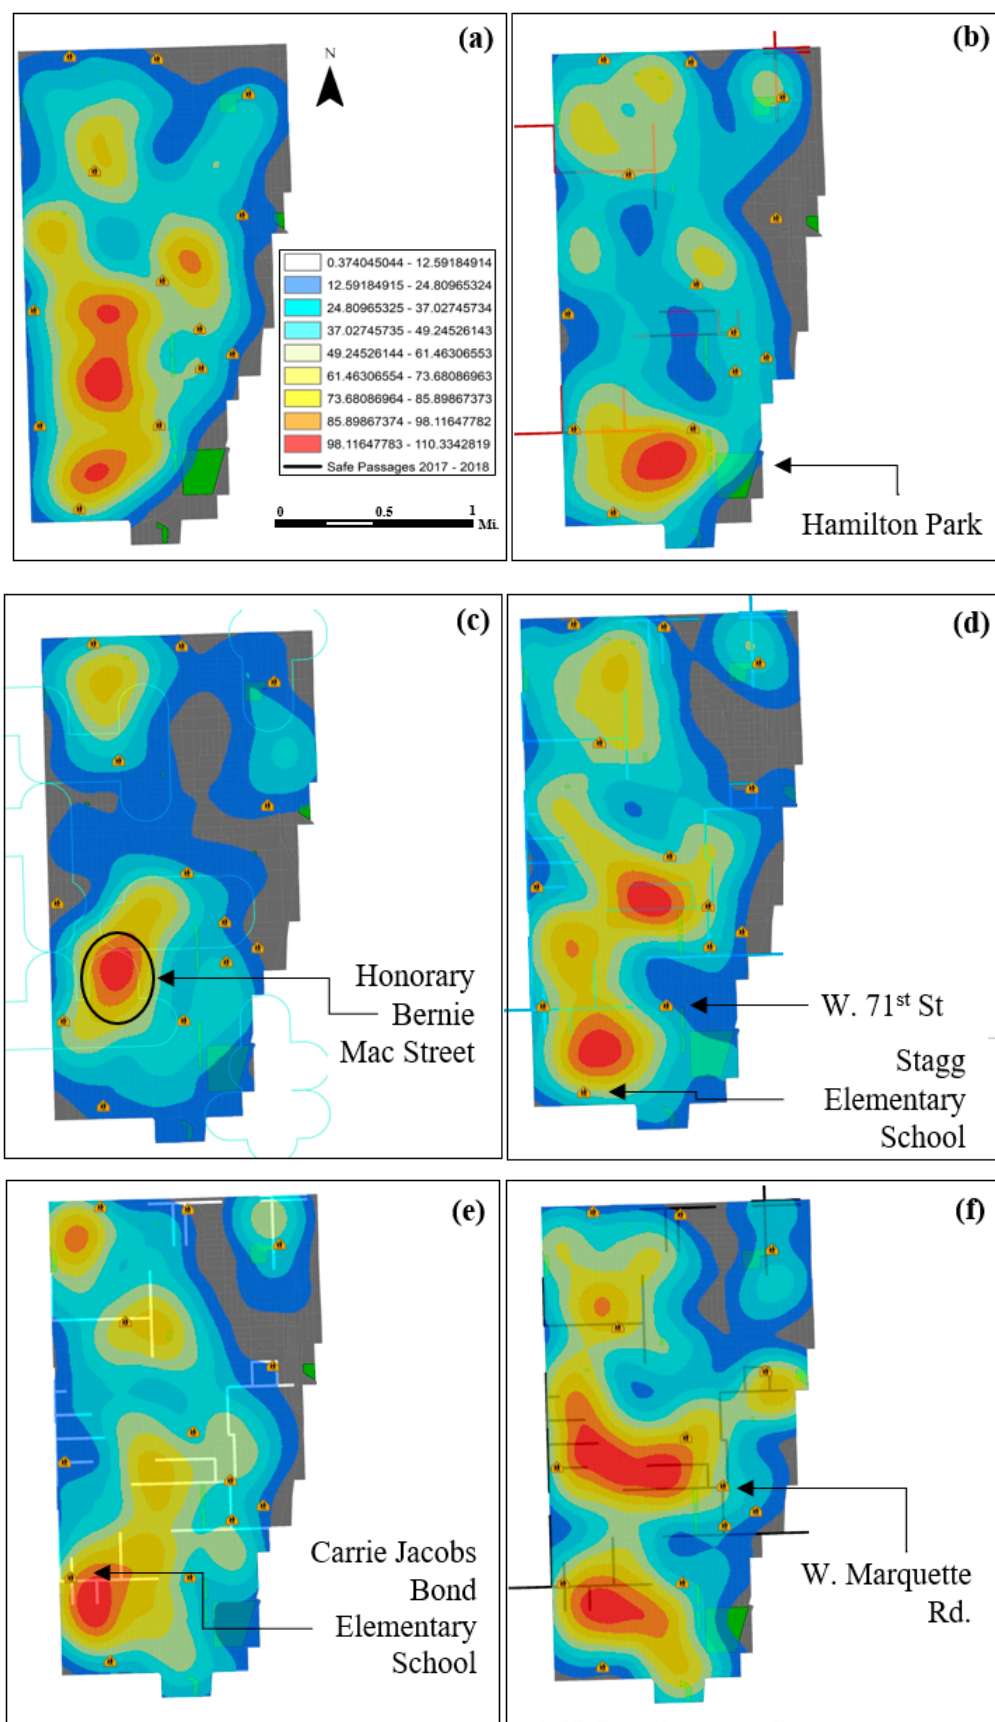 (a)
N
0.374045044 - 12.59184914
12.59184915 - 24.80965324
24.80965325 - 37.02745734
37.02745735 - 49.24526143
49.24526144 - 61.46306553
61.46306554 - 73.68086963
73.68086964 - 85.89867373
85.89867374 - 98.11647782
98.11647783 - 110.3342819
Safe Passages 2017 - 2018
0 0.5 1
Mi.
(b)
Hamilton Park
(c)
Honorary
Bernie
Mac Street
(d)
W. 71st St
Stagg
Elementary
School
(e)
Carrie Jacobs
Bond
Elementary
School
(f)
W. Marquette
Rd.